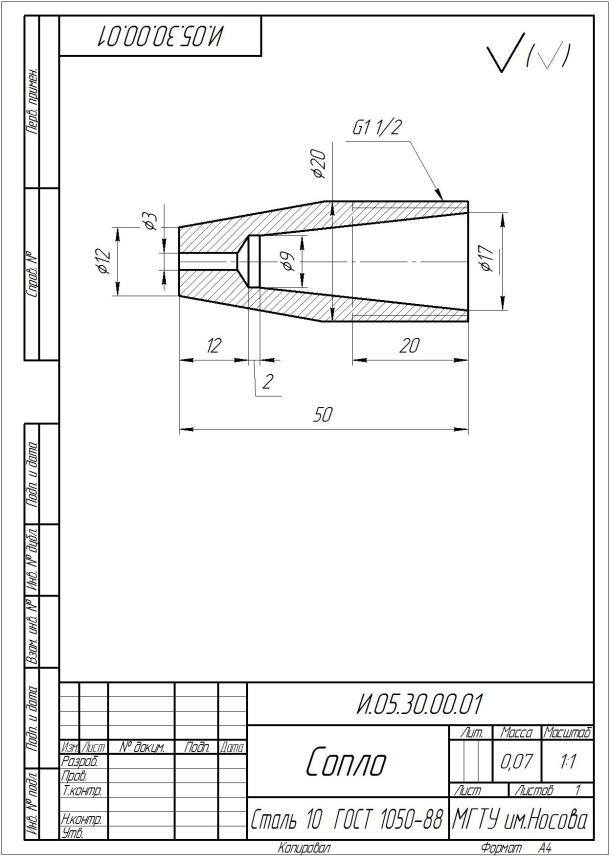 И.05.30.00.01
√(√)
Перв. примен.
Справ. №
Подп. и дата
Инв. № дубл.
Взам. инв. №
Подп. и дата
Инв. № подл.
G1 1/2
⌀20
⌀3
⌀12
⌀9
⌀17
12
20
2
50
И.05.30.00.01
Изм. Лист № докум. Подп. Дата
Разраб.
Пров.
Т.контр.
Н.контр.
Утв.
Сопло
Лит. Масса Масштаб
0,07 1:1
Лист Листов 1
Сталь 10 ГОСТ 1050-88
МГТУ им.Носова
Копировал Формат А4